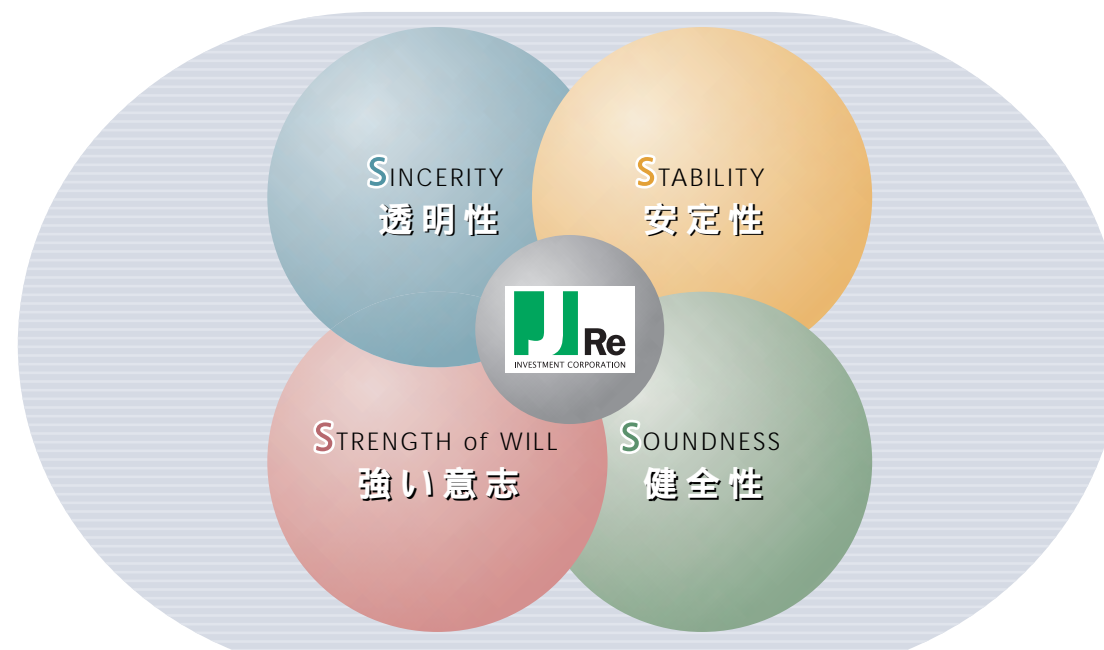 SINCERITY
透明性
STABILITY
安定性
PJ Re
INVESTMENT CORPORATION
STRENGTH of WILL
強い意志
SOUNDNESS
健全性